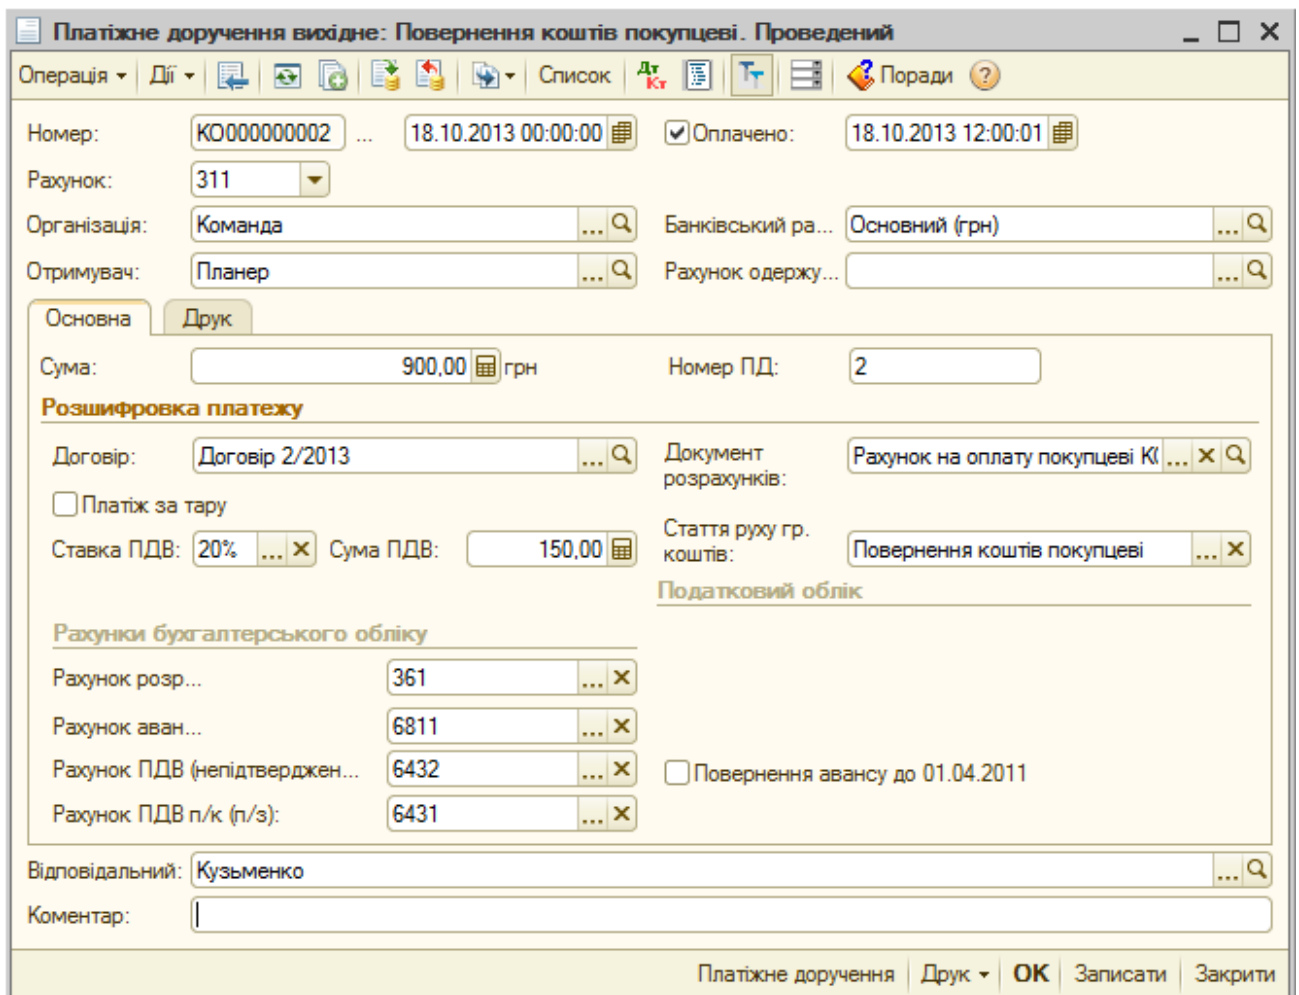 Платіжне доручення вихідне: Повернення коштів покупцеві. Проведений
Операція Дії Список Дт Кт Тт Поради ?
Номер: КО000000002 ... 18.10.2013 00:00:00 Оплачено: 18.10.2013 12:00:01
Рахунок: 311
Організація: Команда ... Банківський ра... Основний (грн) ...
Отримувач: Планер ... Рахунок одержу... ...
Основна Друк
Сума: 900,00 грн Номер ПД: 2
Розшифровка платежу
Договір: Договір 2/2013 ... Документ розрахунків: Рахунок на оплату покупцеві К( ...
Платіж за тару
Ставка ПДВ: 20% ... Сума ПДВ: 150,00 Стаття руху гр. коштів: Повернення коштів покупцеві ...
Податковий облік
Рахунки бухгалтерського обліку
Рахунок розр... 361 ...
Рахунок аван... 6811 ...
Рахунок ПДВ (непідтверджен... 6432 ... Повернення авансу до 01.04.2011
Рахунок ПДВ п/к (п/з): 6431 ...
Відповідальний: Кузьменко ...
Коментар:
Платіжне доручення Друк ОК Записати Закрити